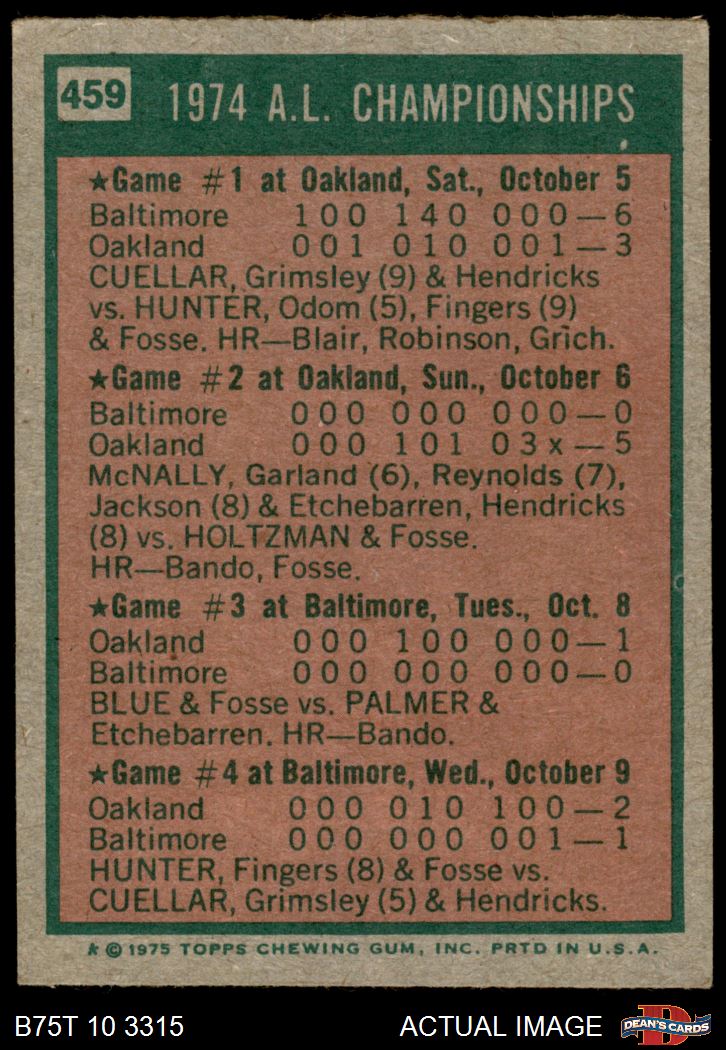 459 1974 A.L. CHAMPIONSHIPS
★Game #1 at Oakland, Sat., October 5
Baltimore 100 140 000—6
Oakland 001 010 001—3
CUELLAR, Grimsley (9) & Hendricks
vs. HUNTER, Odom (5), Fingers (9)
& Fosse. HR—Blair, Robinson, Grich.
★Game #2 at Oakland, Sun., October 6
Baltimore 000 000 000—0
Oakland 000 101 03x—5
McNALLY, Garland (6), Reynolds (7),
Jackson (8) & Etchebarren, Hendricks
(8) vs. HOLTZMAN & Fosse.
HR—Bando, Fosse.
★Game #3 at Baltimore, Tues., Oct. 8
Oakland 000 100 000—1
Baltimore 000 000 000—0
BLUE & Fosse vs. PALMER &
Etchebarren. HR—Bando.
★Game #4 at Baltimore, Wed., October 9
Oakland 000 010 100—2
Baltimore 000 000 001—1
HUNTER, Fingers (8) & Fosse vs.
CUELLAR, Grimsley (5) & Hendricks.
★ © 1975 TOPPS CHEWING GUM, INC. PRTD IN U.S.A.
B75T 10 3315 ACTUAL IMAGE
D DEAN'S CARDS